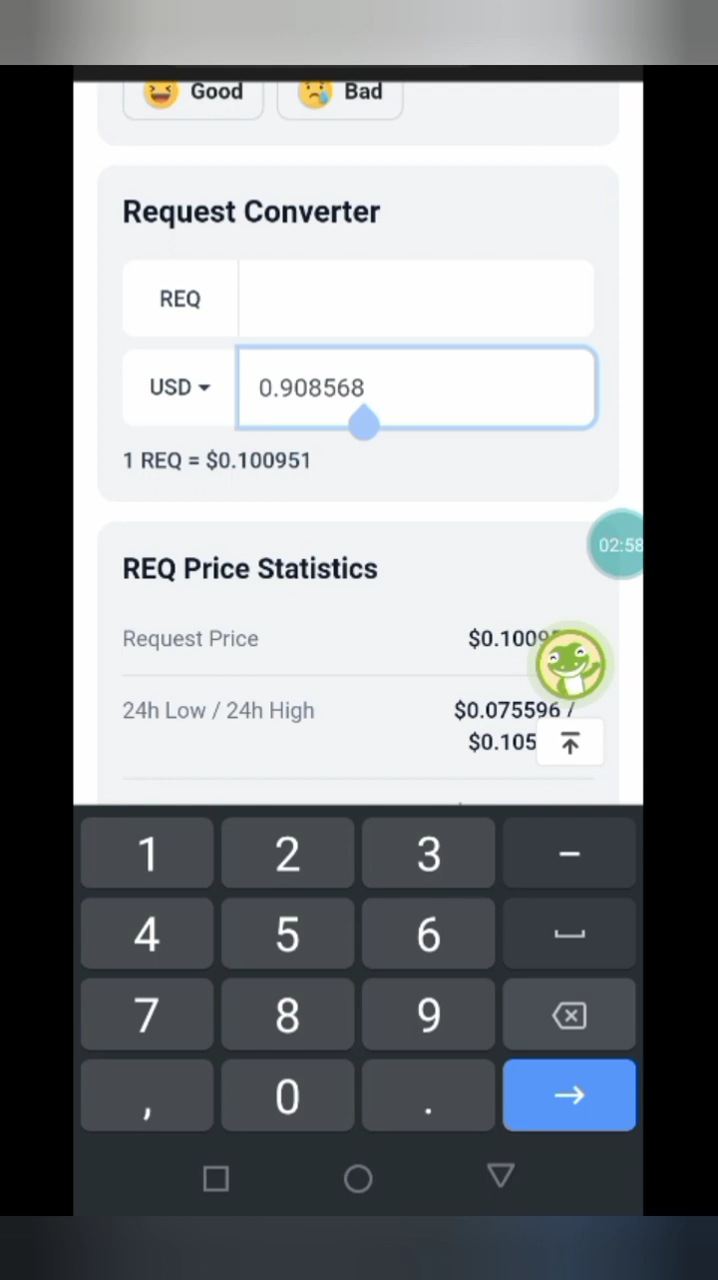 Good Bad
Request Converter
REQ
USD 0.908568
1 REQ = $0.100951
02:58
REQ Price Statistics
Request Price
24h Low / 24h High $0.075596 /
1 2 3 –
4 5 6
7 8 9
, 0 .